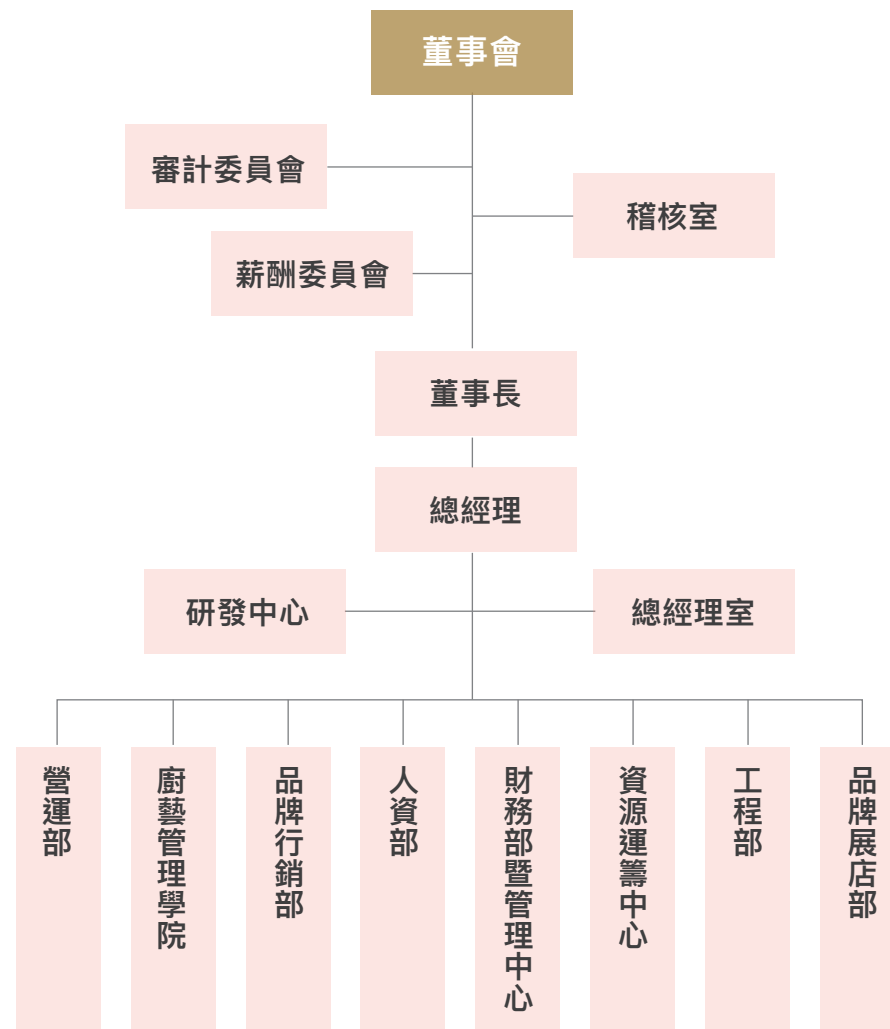 董事會
審計委員會
稽核室
薪酬委員會
董事長
總經理
研發中心
總經理室
營運部
廚藝管理學院
品牌行銷部
人資部
財務部暨管理中心
資源運籌中心
工程部
品牌展店部